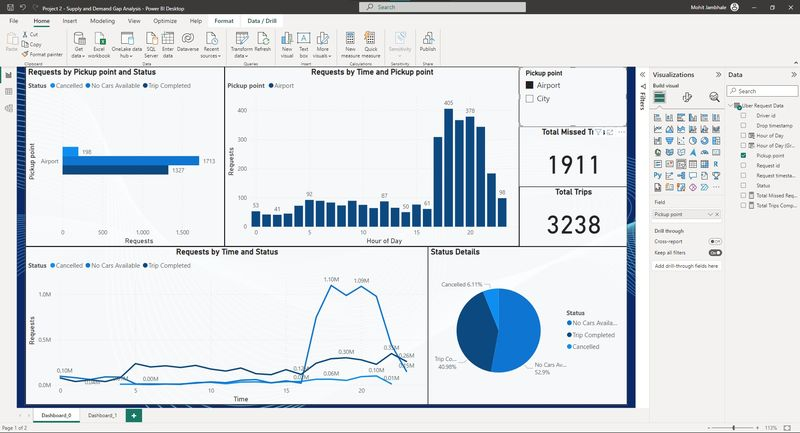 Project 2 - Supply and Demand Gap Analysis - Power BI Desktop
Search
Mohit Jambhale
File Home Insert Modeling View Optimize Help Format Data / Drill
Share
Paste
Cut
Copy
Format painter
Get data
Excel workbook
OneLake data hub
SQL Server
Enter data
Dataverse
Recent sources
Transform data
Refresh
New visual
Text box
More visuals
New measure
Quick measure
Sensitivity
Publish
Clipboard Data Queries Insert Calculations Sensitivity Share
Requests by Pickup point and Status
Status Cancelled No Cars Available Trip Completed
Pickup point
Airport
198
1713
1327
0 500 1,000 1,500
Requests
Requests by Time and Pickup point
Pickup point Airport
Requests
400
300
200
100
0
53 41 92 87 50 61 405 378 98
0 5 10 15 20
Hour of Day
Pickup point
Airport
City
Total Missed Tr
1911
Total Trips
3238
Requests by Time and Status
Status Cancelled No Cars Available Trip Completed
Requests
1.0M
0.5M
0.0M
0.10M 0.00M 0.06M 1.10M 0.30M 1.09M 0.10M 0.01M 0.26M 0.15M
0 5 10 15 20
Time
Status Details
Cancelled 6.11%
Trip Co...
40.98%
No Cars Av...
52.9%
Status
No Cars Availa...
Trip Completed
Cancelled
Filters
Visualizations
Build visual
Field
Pickup point
Drill through
Cross-report
Off
Keep all filters
On
Add drill-through fields here
Data
Search
Uber Request Data
Driver id
Drop timestamp
Hour of Day
Hour of Day (Gr...
Pickup point
Request id
Request timesta...
Status
Total Missed Requ...
Total Trips Comp...
Dashboard_0 Dashboard_1
Page 1 of 2
113%